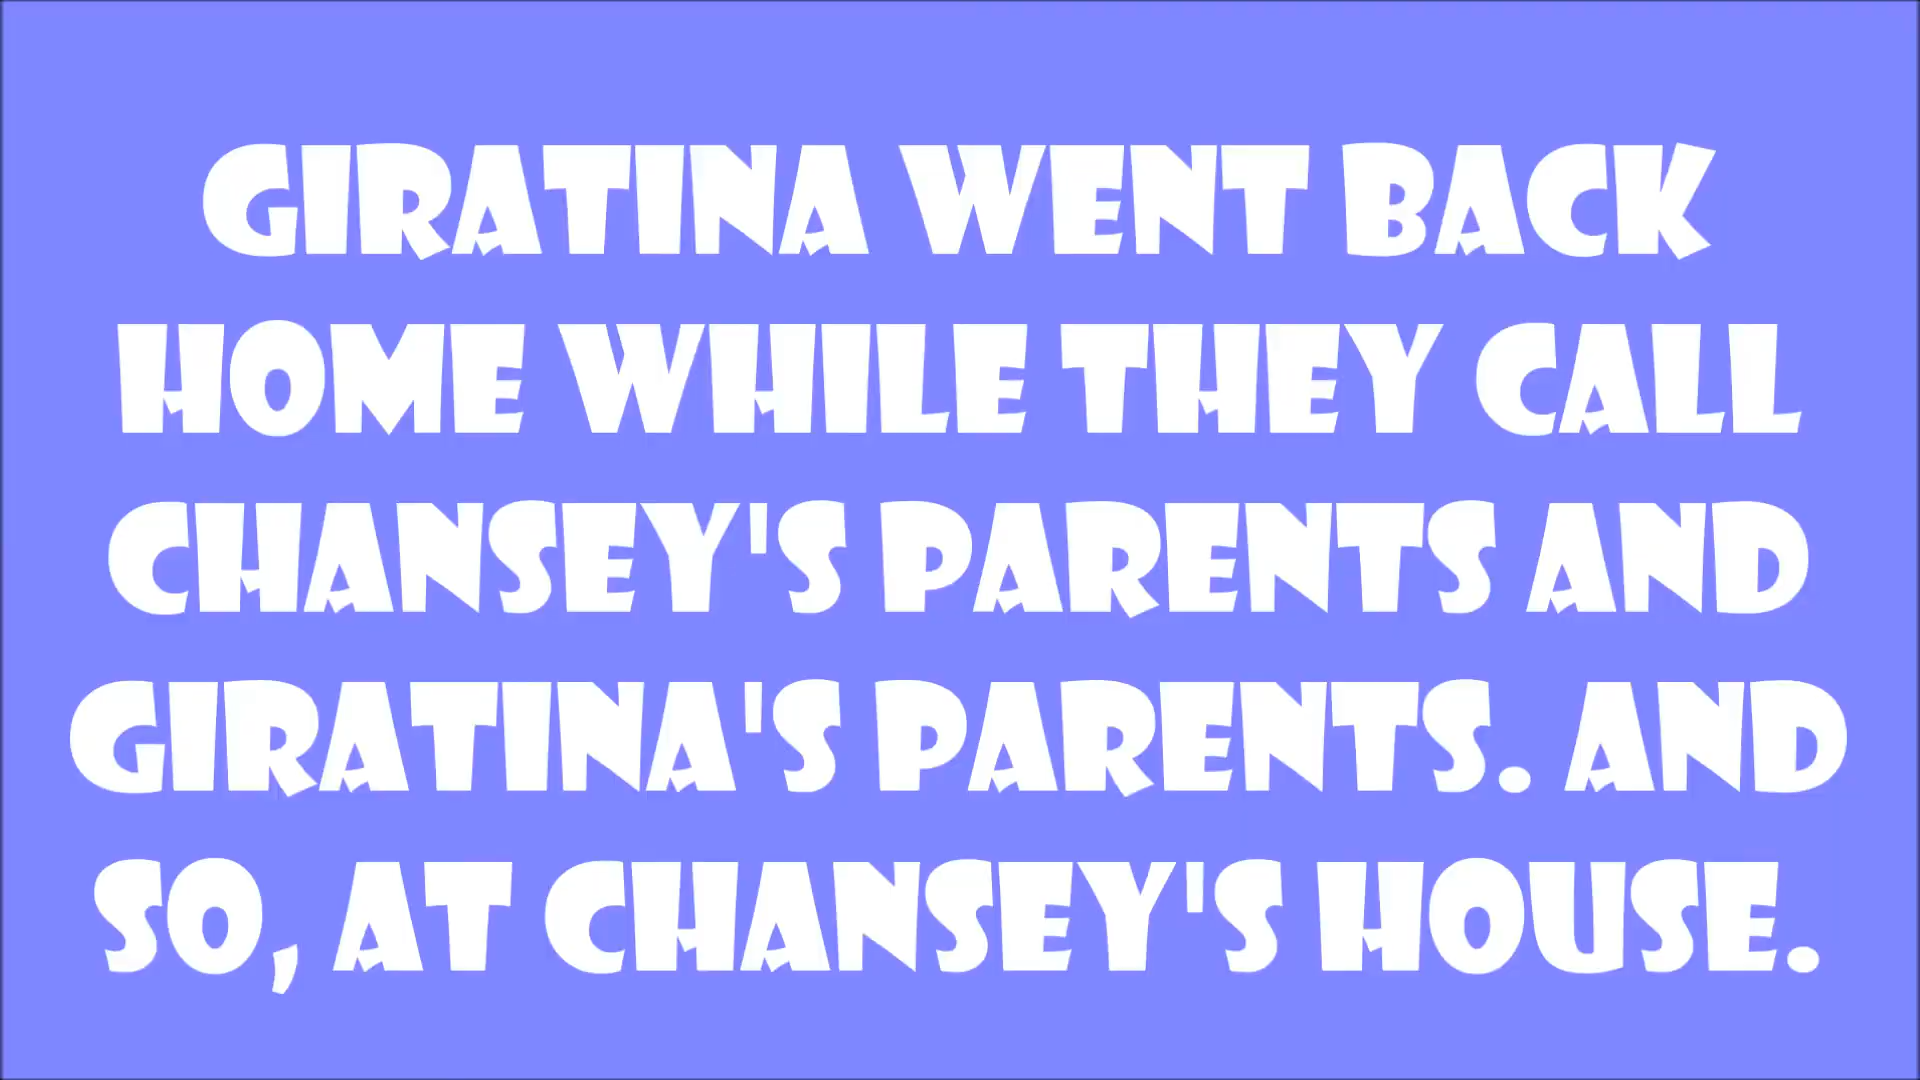 GIRATINA WENT BACK
HOME WHILE THEY CALL
CHANSEY'S PARENTS AND
GIRATINA'S PARENTS. AND
SO, AT CHANSEY'S HOUSE.